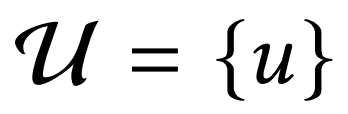 𝒰 = {u}